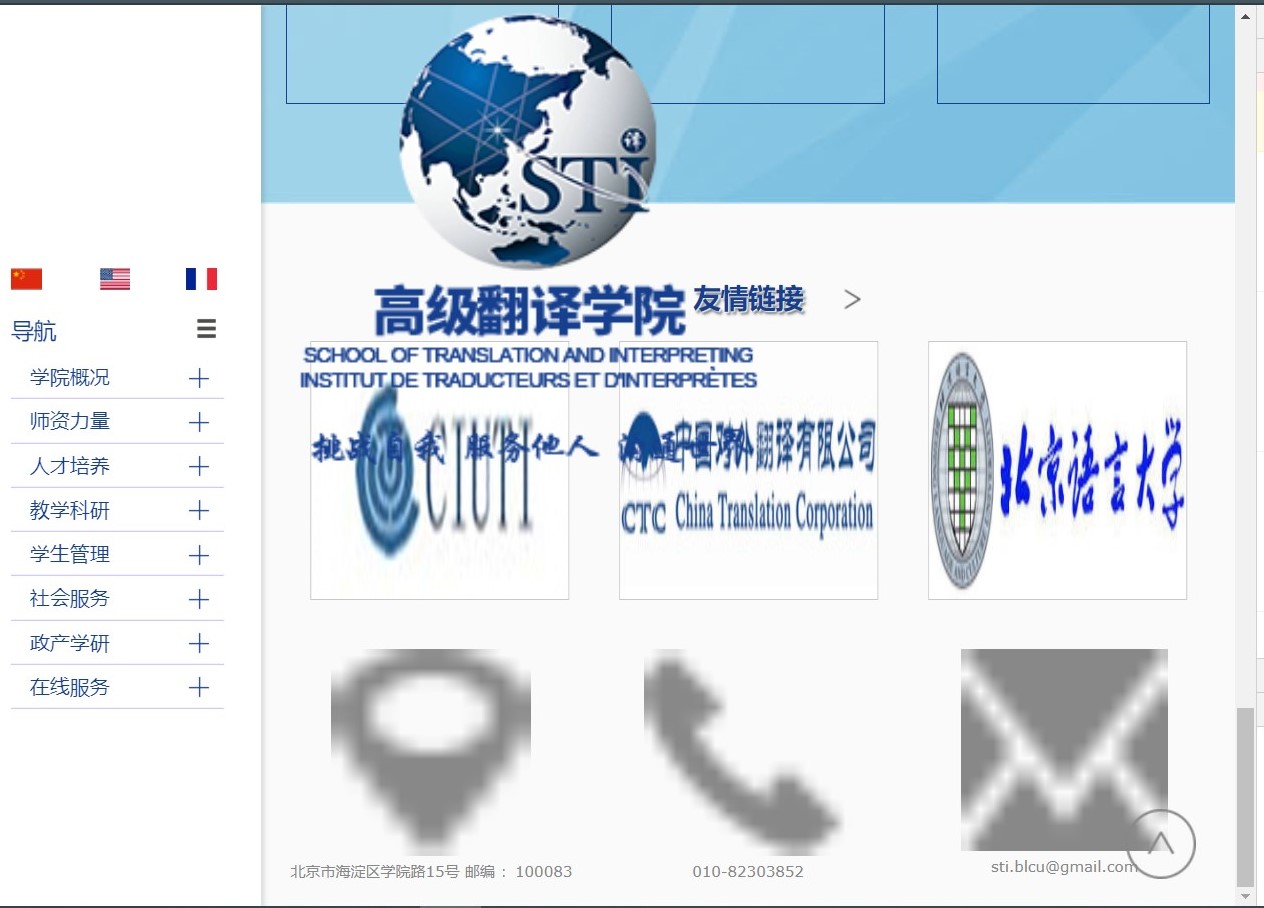 译
STi
高级翻译学院
友情链接
SCHOOL OF TRANSLATION AND INTERPRETING
INSTITUT DE TRADUCTEURS ET D'INTERPRÈTES
挑战自我 服务他人 沟通世界
导航
学院概况
师资力量
人才培养
教学科研
学生管理
社会服务
政产学研
在线服务
CIUTI
中国对外翻译有限公司
CTC China Translation Corporation
北京语言大学
北京市海淀区学院路15号 邮编： 100083
010-82303852
sti.blcu@gmail.com